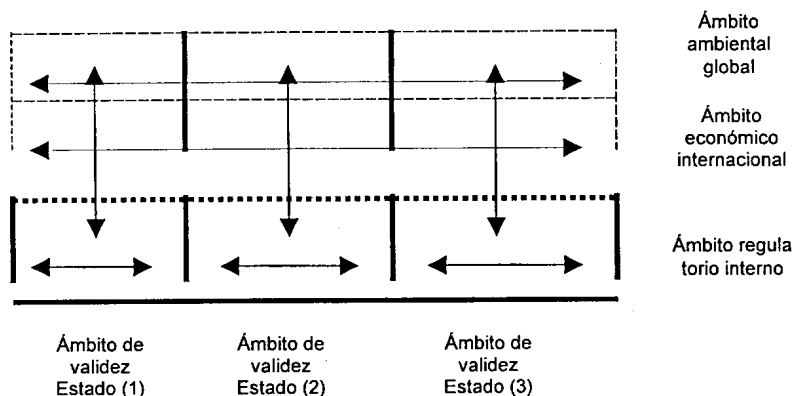 Ámbito
ambiental
global
Ámbito
económico
internacional
Ámbito regula
torio interno
Ámbito de
validez
Estado (1)
Ámbito de
validez
Estado (2)
Ámbito de
validez
Estado (3)